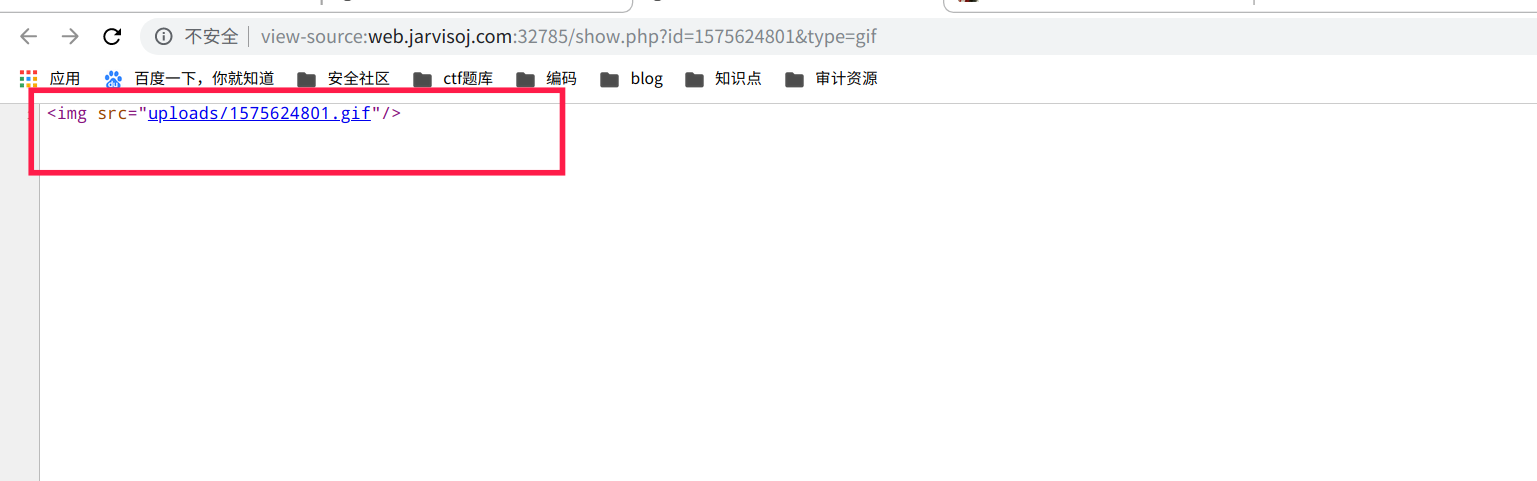 不安全 view-source:web.jarvisoj.com:32785/show.php?id=1575624801&type=gif
应用 百度一下，你就知道 安全社区 ctf题库 编码 blog 知识点 审计资源
<img src="uploads/1575624801.gif"/>